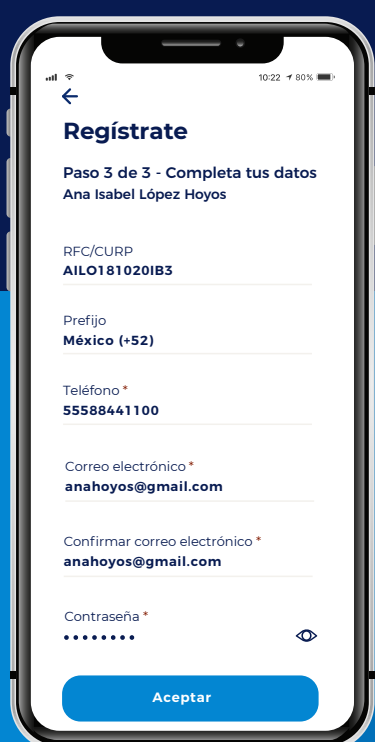 10:22 80%
Regístrate
Paso 3 de 3 - Completa tus datos
Ana Isabel López Hoyos
RFC/CURP
AILO181020IB3
Prefijo
México (+52)
Teléfono *
55588441100
Correo electrónico *
anahoyos@gmail.com
Confirmar correo electrónico *
anahoyos@gmail.com
Contraseña *
••••••••
Aceptar